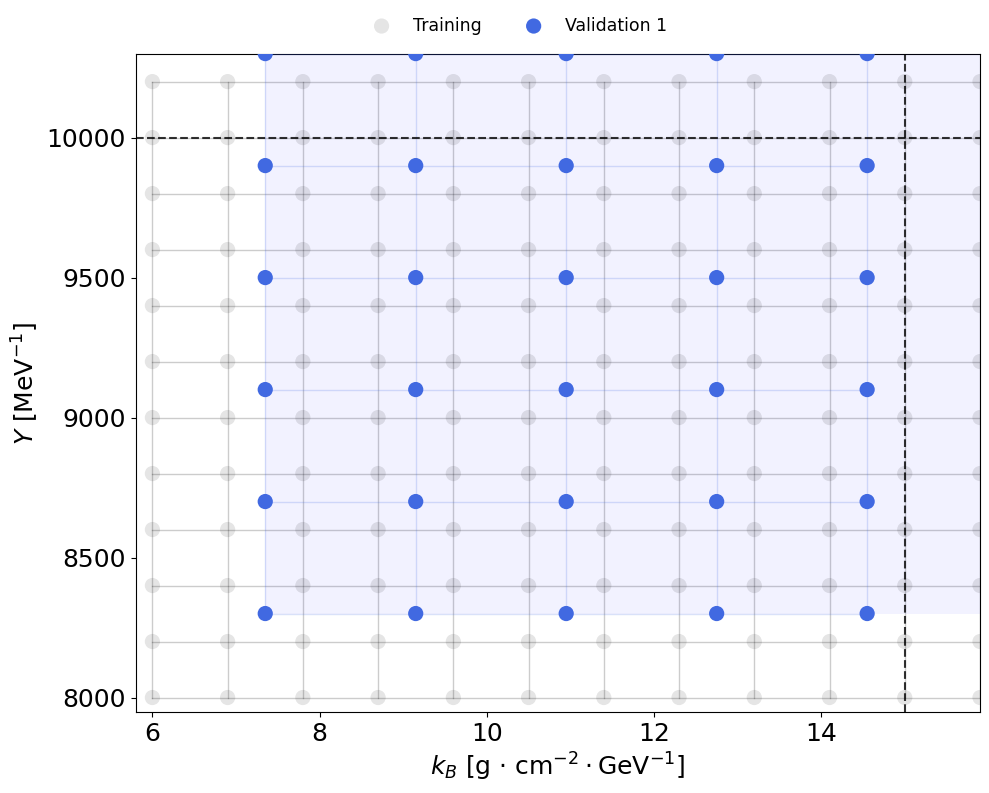 Training Validation 1
10000
9500
9000
8500
8000
Y [MeV⁻¹]
6 8 10 12 14
k_B [g · cm⁻² · GeV⁻¹]